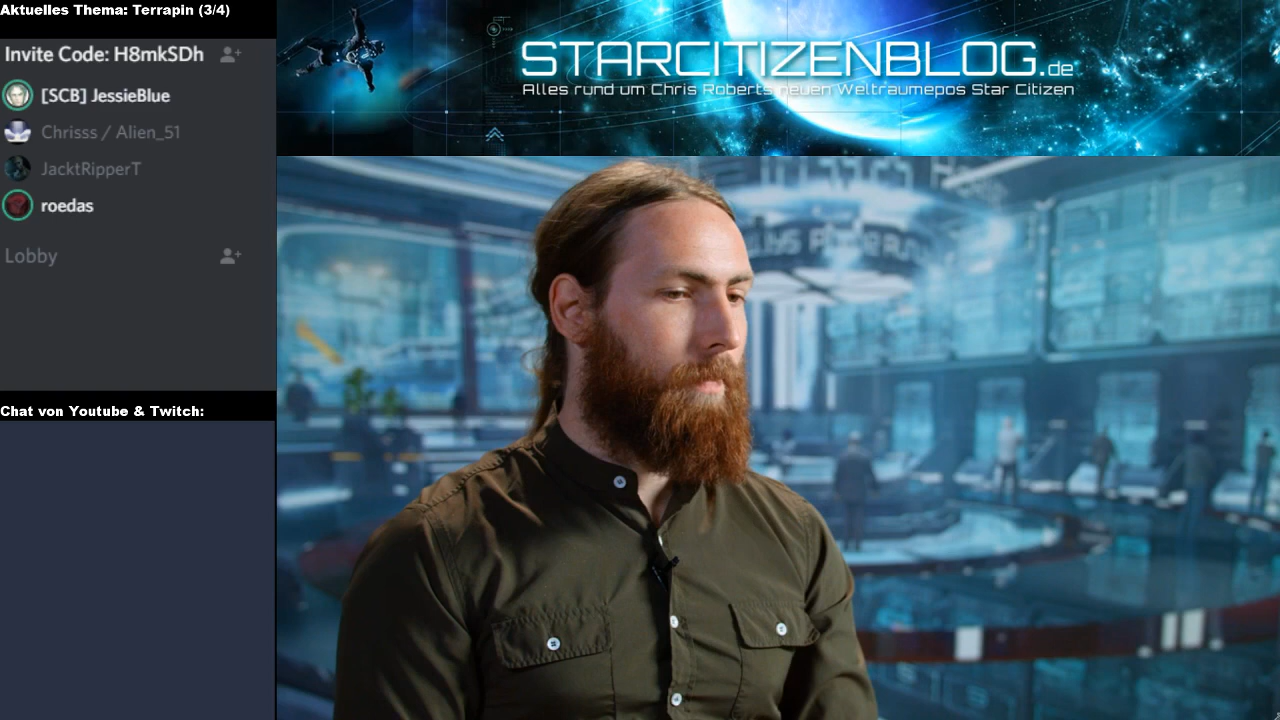 Aktuelles Thema: Terrapin (3/4)
Invite Code: H8mkSDh
[SCB] JessieBlue
Chrisss / Alien_51
JacktRipperT
roedas
Lobby
Chat von Youtube & Twitch:
STARCITIZENBLOG.de
Alles rund um Chris Roberts neuen Weltraumepos Star Citizen